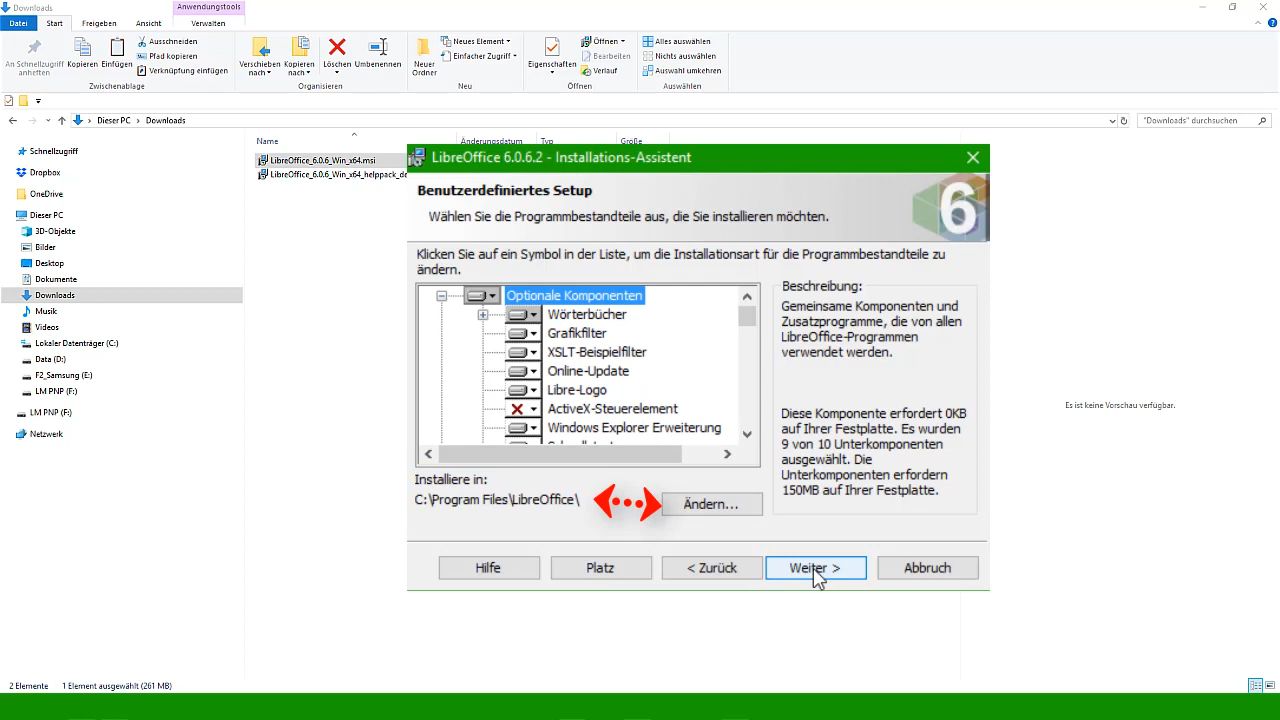 Downloads
Anwendungstools
Datei Start Freigeben Ansicht Verwalten
An Schnellzugriff anheften
Kopieren
Einfügen
Ausschneiden
Pfad kopieren
Verknüpfung einfügen
Zwischenablage
Verschieben nach
Kopieren nach
Löschen
Umbenennen
Organisieren
Neuer Ordner
Neues Element
Einfacher Zugriff
Neu
Eigenschaften
Öffnen
Bearbeiten
Verlauf
Öffnen
Alles auswählen
Nichts auswählen
Auswahl umkehren
Auswählen
Dieser PC Downloads
"Downloads" durchsuchen
Schnellzugriff
Dropbox
OneDrive
Dieser PC
3D-Objekte
Bilder
Desktop
Dokumente
Downloads
Musik
Videos
Lokaler Datenträger (C:)
Data (D:)
F2_Samsung (E:)
LM PNP (F:)
LM PNP (F:)
Netzwerk
Name Änderungsdatum Typ Größe
LibreOffice_6.0.6_Win_x64.msi
LibreOffice_6.0.6_Win_x64_helppack_de
LibreOffice 6.0.6.2 - Installations-Assistent
Benutzerdefiniertes Setup
Wählen Sie die Programmbestandteile aus, die Sie installieren möchten.
6
Klicken Sie auf ein Symbol in der Liste, um die Installationsart für die Programmbestandteile zu
ändern.
Optionale Komponenten
Wörterbücher
Grafikfilter
XSLT-Beispielfilter
Online-Update
Libre-Logo
ActiveX-Steuerelement
Windows Explorer Erweiterung
Beschreibung:
Gemeinsame Komponenten und
Zusatzprogramme, die von allen
LibreOffice-Programmen
verwendet werden.
Diese Komponente erfordert 0KB
auf Ihrer Festplatte. Es wurden
9 von 10 Unterkomponenten
ausgewählt. Die
Unterkomponenten erfordern
150MB auf Ihrer Festplatte.
Installiere in:
C:\Program Files\LibreOffice\
Ändern...
Hilfe Platz < Zurück Weiter > Abbruch
Es ist keine Vorschau verfügbar.
2 Elemente 1 Element ausgewählt (261 MB)